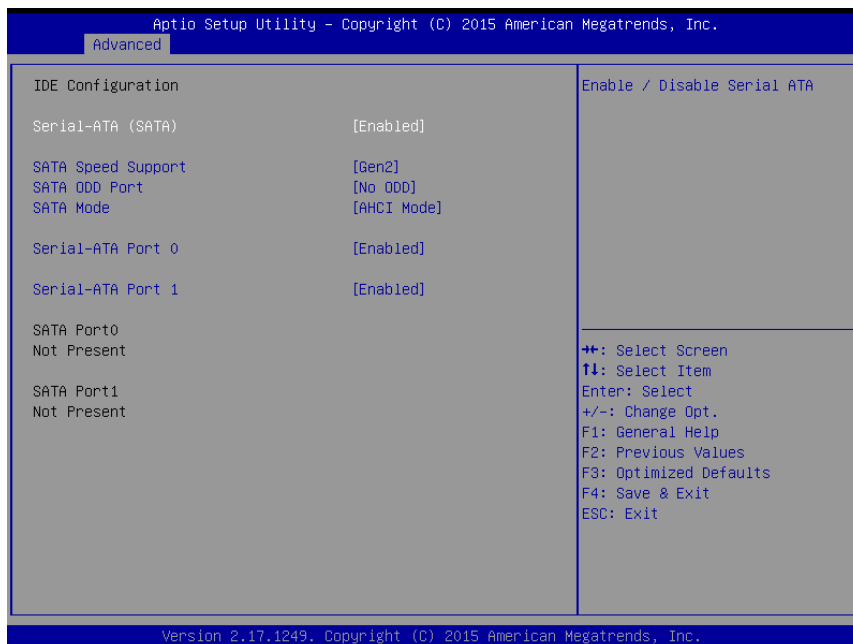 Aptio Setup Utility – Copyright (C) 2015 American Megatrends, Inc.
Advanced
IDE Configuration
Serial-ATA (SATA) [Enabled]
SATA Speed Support [Gen2]
SATA ODD Port [No ODD]
SATA Mode [AHCI Mode]
Serial-ATA Port 0 [Enabled]
Serial-ATA Port 1 [Enabled]
SATA Port0
Not Present
SATA Port1
Not Present
Enable / Disable Serial ATA
→←: Select Screen
↑↓: Select Item
Enter: Select
+/-: Change Opt.
F1: General Help
F2: Previous Values
F3: Optimized Defaults
F4: Save & Exit
ESC: Exit
Version 2.17.1249. Copyright (C) 2015 American Megatrends, Inc.